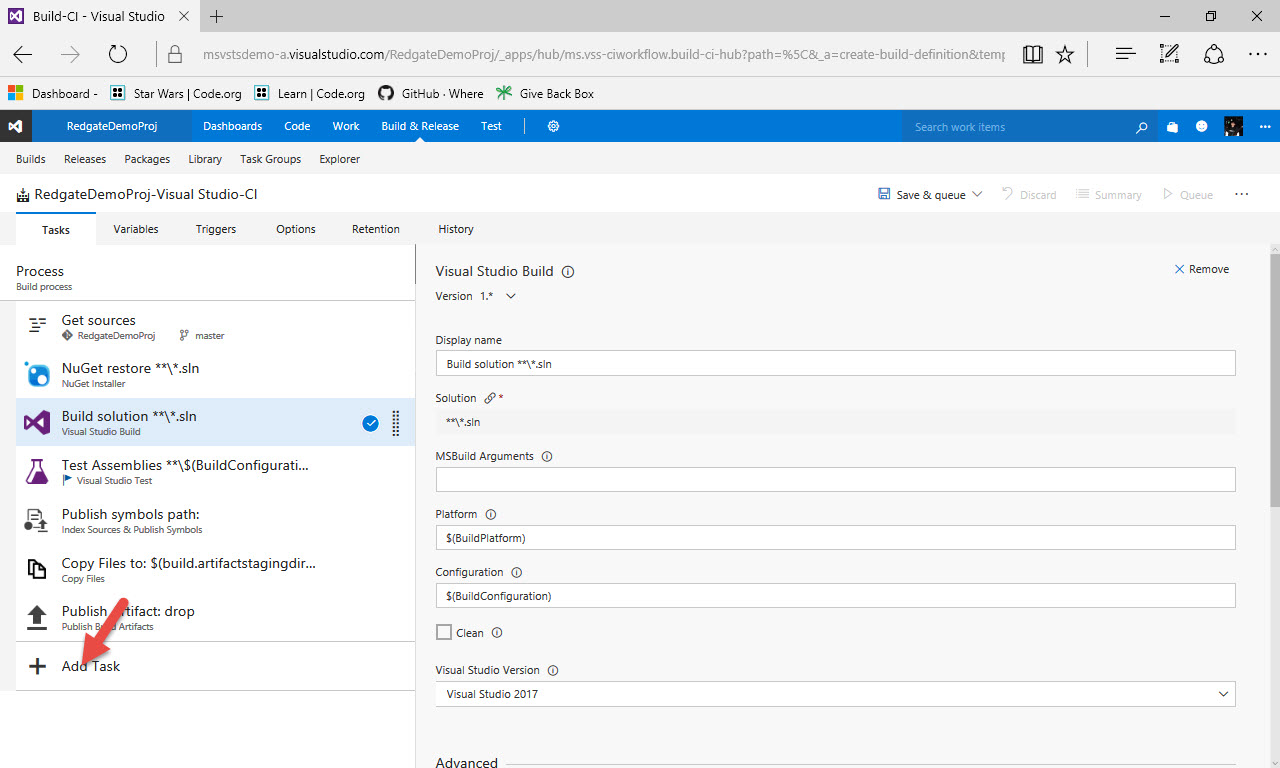 Build-CI - Visual Studio
msvstsdemo-a.visualstudio.com/RedgateDemoProj/_apps/hub/ms.vss-ciworkflow.build-ci-hub?path=%5C&_a=create-build-definition&temp
Dashboard - Star Wars | Code.org Learn | Code.org GitHub · Where Give Back Box
RedgateDemoProj Dashboards Code Work Build & Release Test Search work items
Builds Releases Packages Library Task Groups Explorer
RedgateDemoProj-Visual Studio-CI Save & queue Discard Summary Queue
Tasks Variables Triggers Options Retention History
Process
Build process
Get sources
RedgateDemoProj master
NuGet restore **\*.sln
NuGet Installer
Build solution **\*.sln
Visual Studio Build
Test Assemblies **\$(BuildConfigurati...
Visual Studio Test
Publish symbols path:
Index Sources & Publish Symbols
Copy Files to: $(build.artifactstagingdir...
Copy Files
Publish Artifact: drop
Publish Build Artifacts
Add Task
Visual Studio Build Remove
Version 1.*
Display name
Build solution **\*.sln
Solution *
**\*.sln
MSBuild Arguments
Platform
$(BuildPlatform)
Configuration
$(BuildConfiguration)
Clean
Visual Studio Version
Visual Studio 2017
Advanced